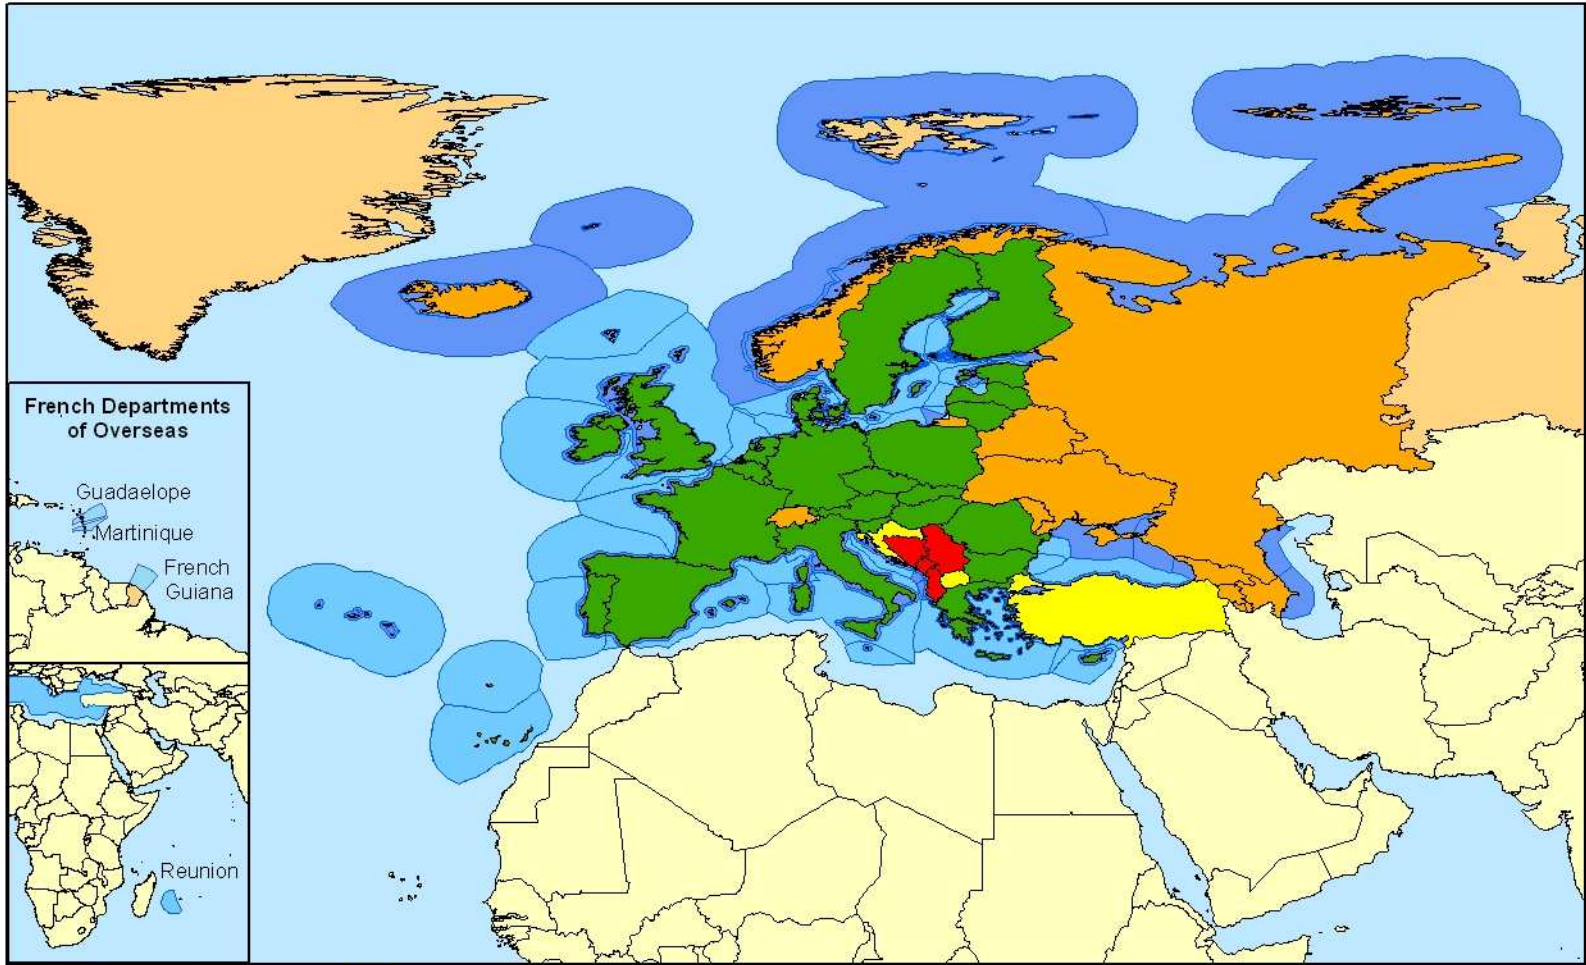 French Departments
of Overseas
Guadaelope
Martinique
French
Guiana
Reunion